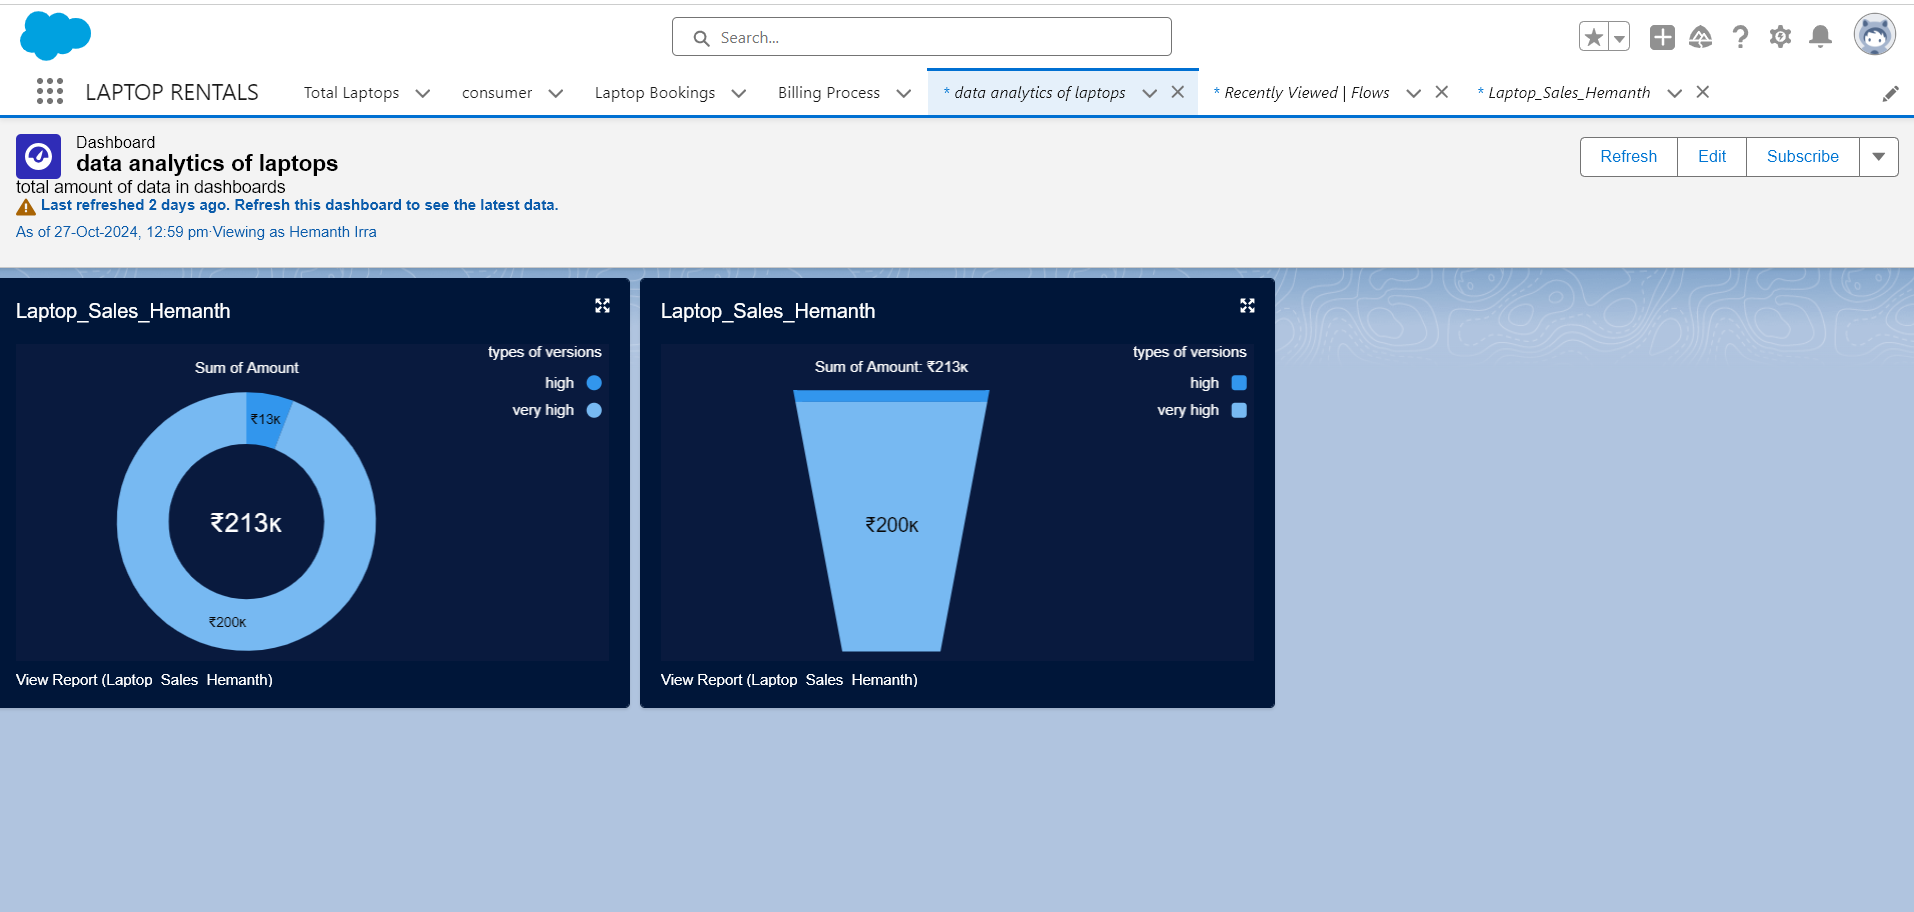 Search...
LAPTOP RENTALS
Total Laptops
consumer
Laptop Bookings
Billing Process
* data analytics of laptops
* Recently Viewed | Flows
* Laptop_Sales_Hemanth
Dashboard
data analytics of laptops
total amount of data in dashboards
Last refreshed 2 days ago. Refresh this dashboard to see the latest data.
As of 27-Oct-2024, 12:59 pm·Viewing as Hemanth Irra
Refresh
Edit
Subscribe
Laptop_Sales_Hemanth
types of versions
Sum of Amount
high
very high
₹13K
₹213K
₹200K
View Report (Laptop_Sales_Hemanth)
Laptop_Sales_Hemanth
types of versions
Sum of Amount: ₹213K
high
very high
₹200K
View Report (Laptop_Sales_Hemanth)